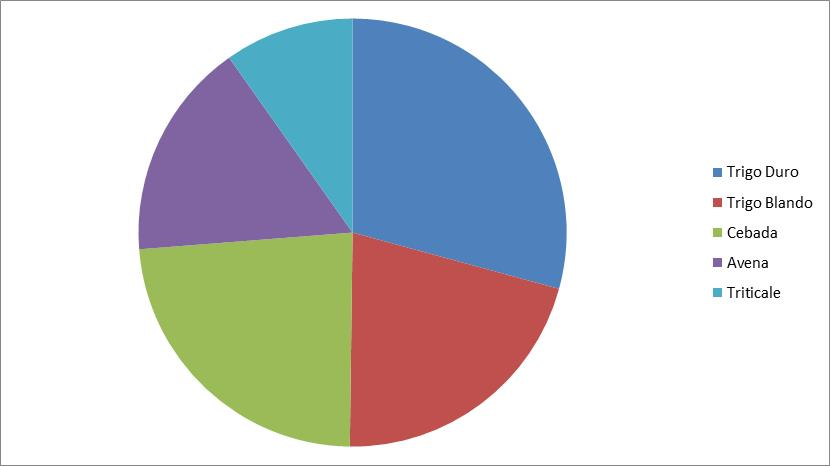 Trigo Duro
Trigo Blando
Cebada
Avena
Triticale